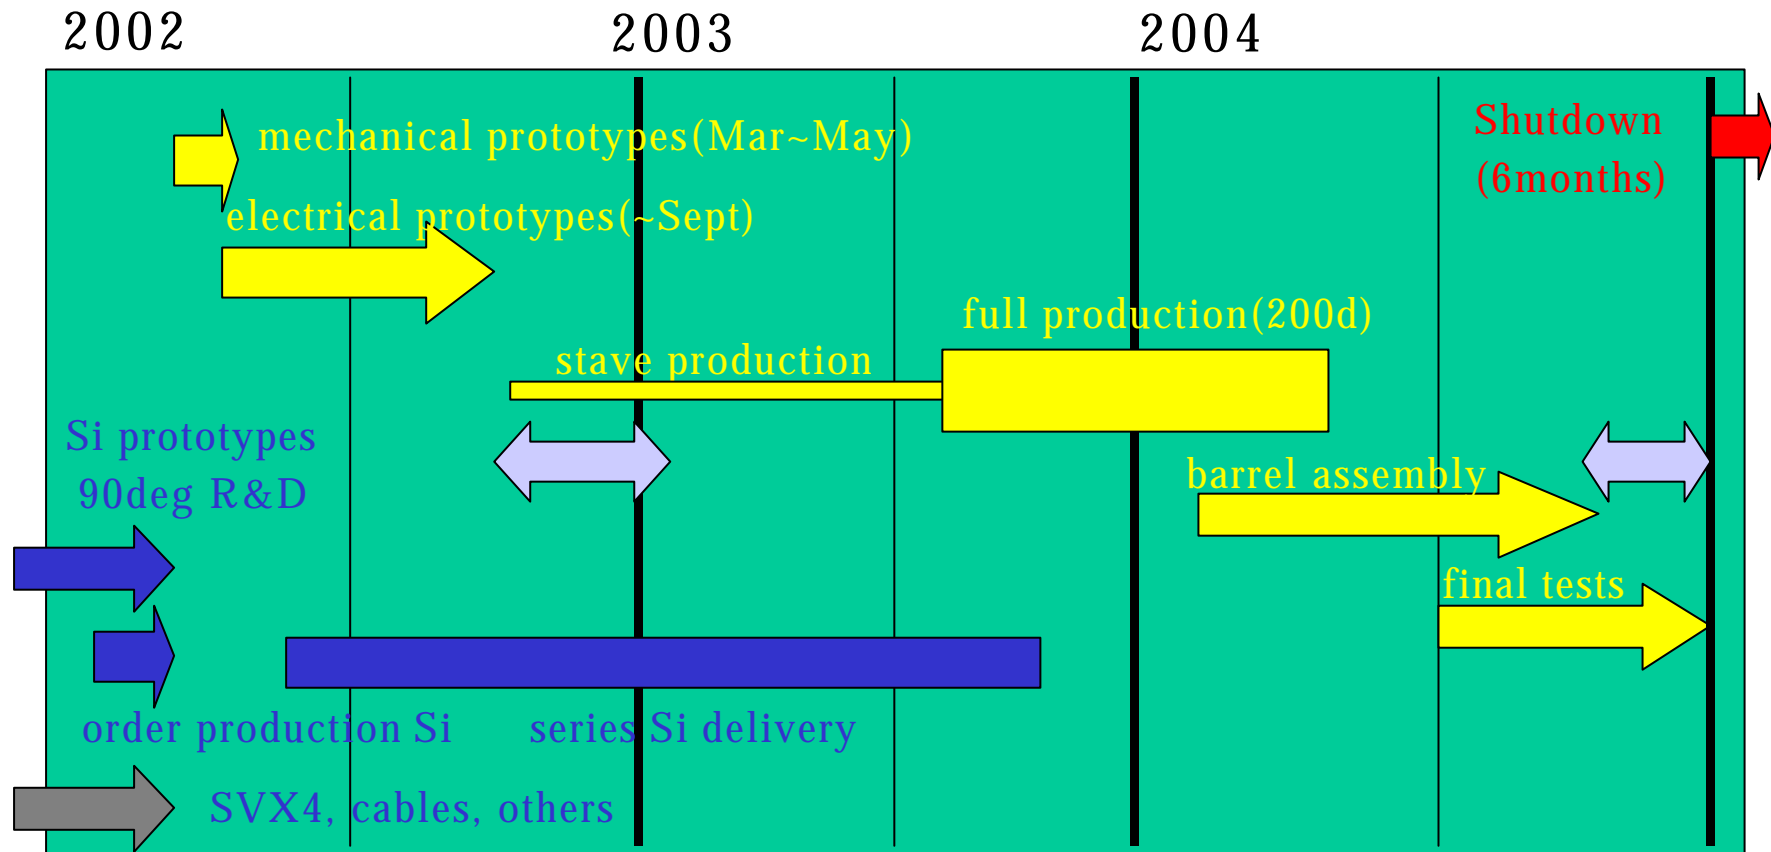 2002 2003 2004
mechanical prototypes(Mar~May)
Shutdown
(6months)
electrical prototypes(~Sept)
full production(200d)
stave production
Si prototypes
90deg R&D
barrel assembly
final tests
order production Si
series Si delivery
SVX4, cables, others